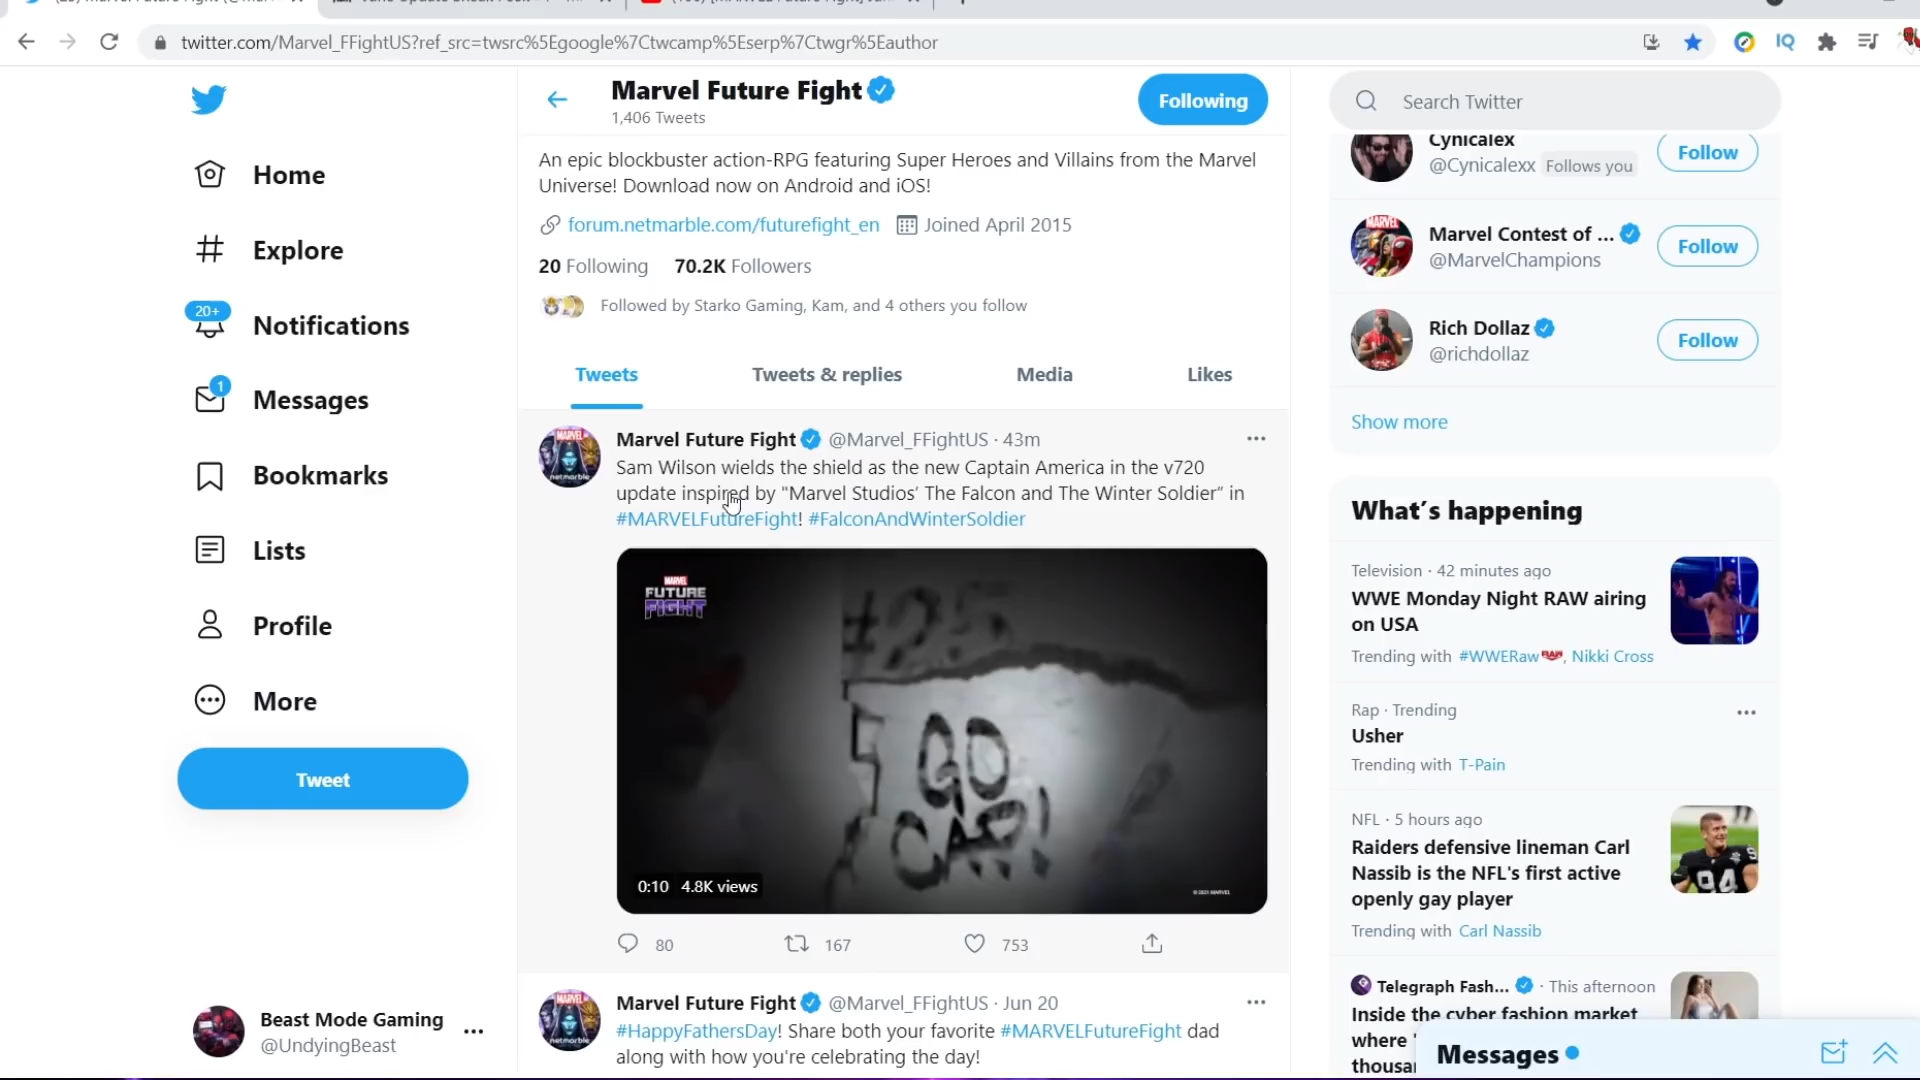 twitter.com/Marvel_FFightUS?ref_src=twsrc%5Egoogle%7Ctwcamp%5Eserp%7Ctwgr%5Eauthor
IQ
Marvel Future Fight
1,406 Tweets
Following
Search Twitter
Home
Explore
20+
Notifications
1
Messages
Bookmarks
Lists
Profile
More
Tweet
Beast Mode Gaming
@UndyingBeast
An epic blockbuster action-RPG featuring Super Heroes and Villains from the Marvel
Universe! Download now on Android and iOS!
forum.netmarble.com/futurefight_en Joined April 2015
20 Following 70.2K Followers
Followed by Starko Gaming, Kam, and 4 others you follow
Tweets Tweets & replies Media Likes
Marvel Future Fight @Marvel_FFightUS · 43m
Sam Wilson wields the shield as the new Captain America in the v720
update inspired by "Marvel Studios’ The Falcon and The Winter Soldier” in
#MARVELFutureFight! #FalconAndWinterSoldier
MARVEL
FUTURE
FIGHT
#25
GO
CAP!
0:10 4.8K views
© 2021 MARVEL
80 167 753
Marvel Future Fight @Marvel_FFightUS · Jun 20
#HappyFathersDay! Share both your favorite #MARVELFutureFight dad
along with how you're celebrating the day!
Cynicalex
@Cynicalexx Follows you
Follow
Marvel Contest of ...
@MarvelChampions
Follow
Rich Dollaz
@richdollaz
Follow
Show more
What’s happening
Television · 42 minutes ago
WWE Monday Night RAW airing
on USA
Trending with #WWERaw, Nikki Cross
Rap · Trending
Usher
Trending with T-Pain
NFL · 5 hours ago
Raiders defensive lineman Carl
Nassib is the NFL's first active
openly gay player
Trending with Carl Nassib
Telegraph Fash... · This afternoon
Inside the cyber fashion market
where
thousa
Messages